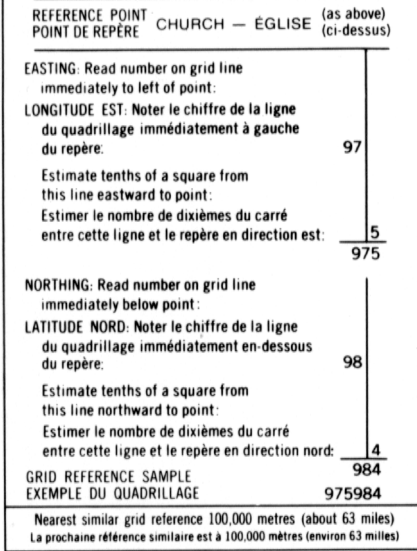 REFERENCE POINT CHURCH — ÉGLISE (as above)
POINT DE REPÈRE (ci-dessus)
EASTING: Read number on grid line
immediately to left of point:
LONGITUDE EST: Noter le chiffre de la ligne
du quadrillage immédiatement à gauche
du repère: 97
Estimate tenths of a square from
this line eastward to point:
Estimer le nombre de dixièmes du carré
entre cette ligne et le repère en direction est: 5
975
NORTHING: Read number on grid line
immediately below point:
LATITUDE NORD: Noter le chiffre de la ligne
du quadrillage immédiatement en-dessous
du repère: 98
Estimate tenths of a square from
this line northward to point:
Estimer le nombre de dixièmes du carré
entre cette ligne et le repère en direction nord: 4
984
GRID REFERENCE SAMPLE
EXEMPLE DU QUADRILLAGE 975984
Nearest similar grid reference 100,000 metres (about 63 miles)
La prochaine référence similaire est à 100,000 mètres (environ 63 milles)